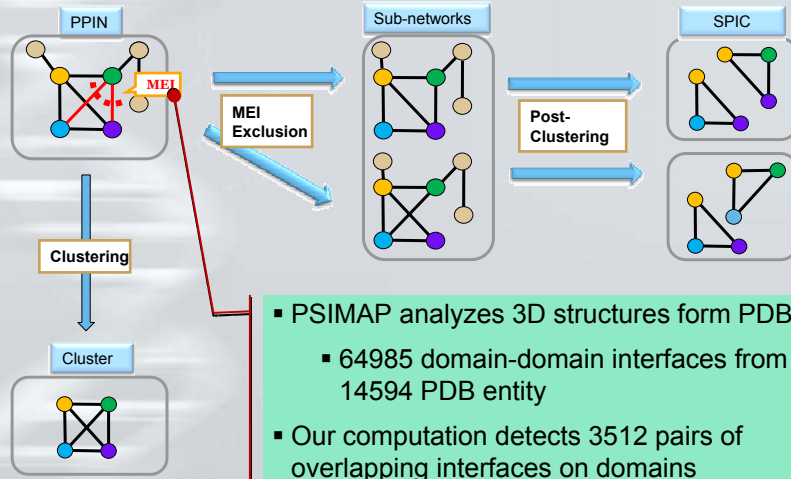 PPIN
Sub-networks
SPIC
MEI
MEI
Exclusion
Post-
Clustering
Clustering
Cluster
▪ PSIMAP analyzes 3D structures form PDB
▪ 64985 domain-domain interfaces from
14594 PDB entity
▪ Our computation detects 3512 pairs of
overlapping interfaces on domains